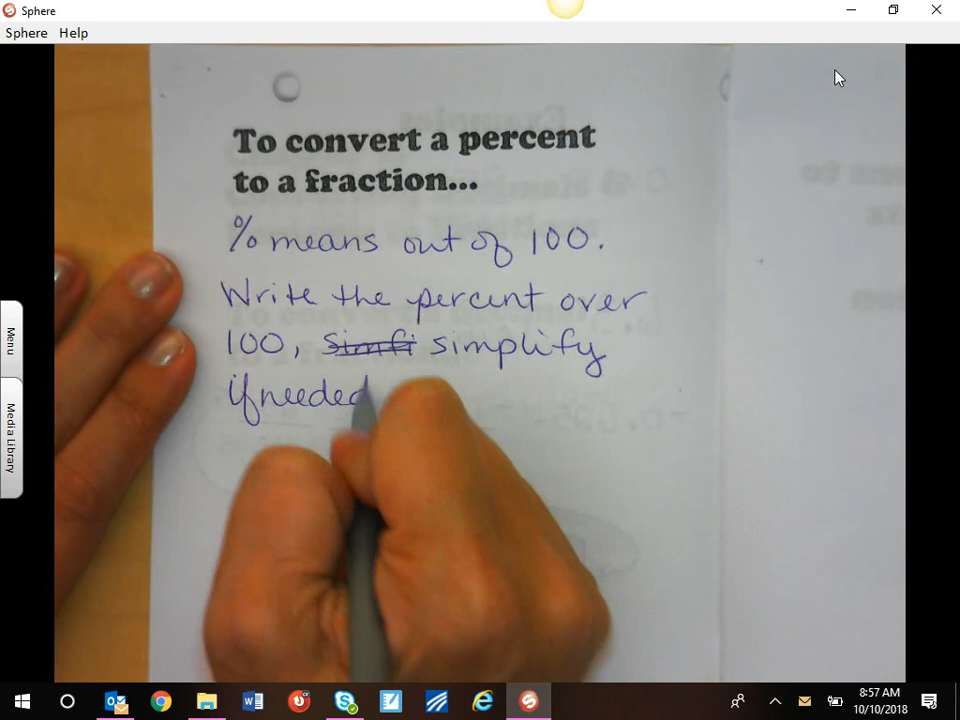 Sphere
Sphere Help
To convert a percent
to a fraction...
% means out of 100.
Write the percent over
100, simfi simplify
if needed
Menu
Media Library
Examples
8:57 AM
10/10/2018